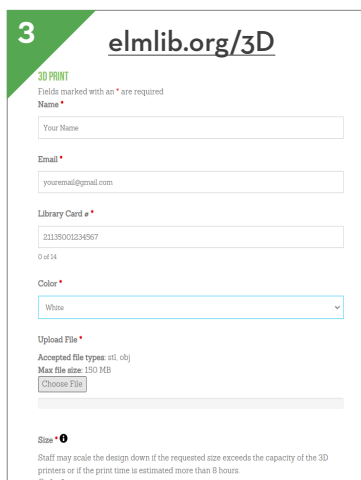 3
elmlib.org/3D
3D PRINT
Fields marked with an * are required
Name *
Your Name
Email *
youremail@gmail.com
Library Card # *
21135001234567
0 of 14
Color *
White
Upload File *
Accepted file types: stl, obj
Max file size: 150 MB
Choose File
Size *
Staff may scale the design down if the requested size exceeds the capacity of the 3D
printers or if the print time is estimated more than 8 hours.